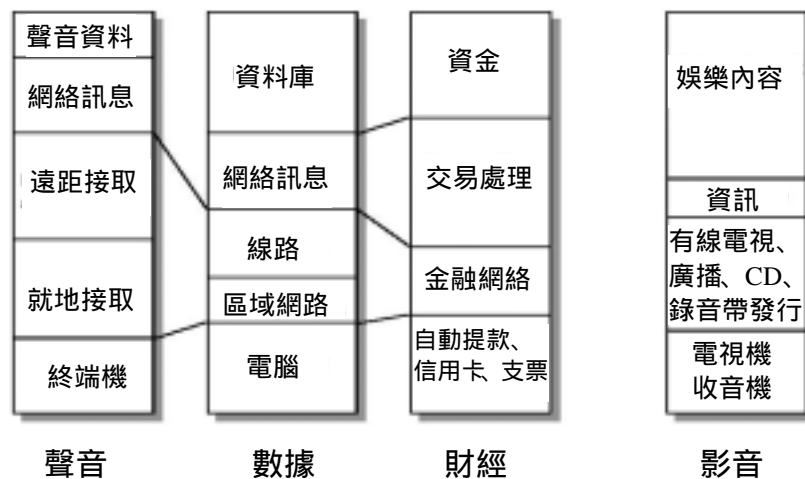 聲音資料
網絡訊息
遠距接取
就地接取
終端機
聲音
資料庫
網絡訊息
線路
區域網路
電腦
數據
資金
交易處理
金融網絡
自動提款、
信用卡、支票
財經
娛樂內容
資訊
有線電視、
廣播、CD、
錄音帶發行
電視機
收音機
影音